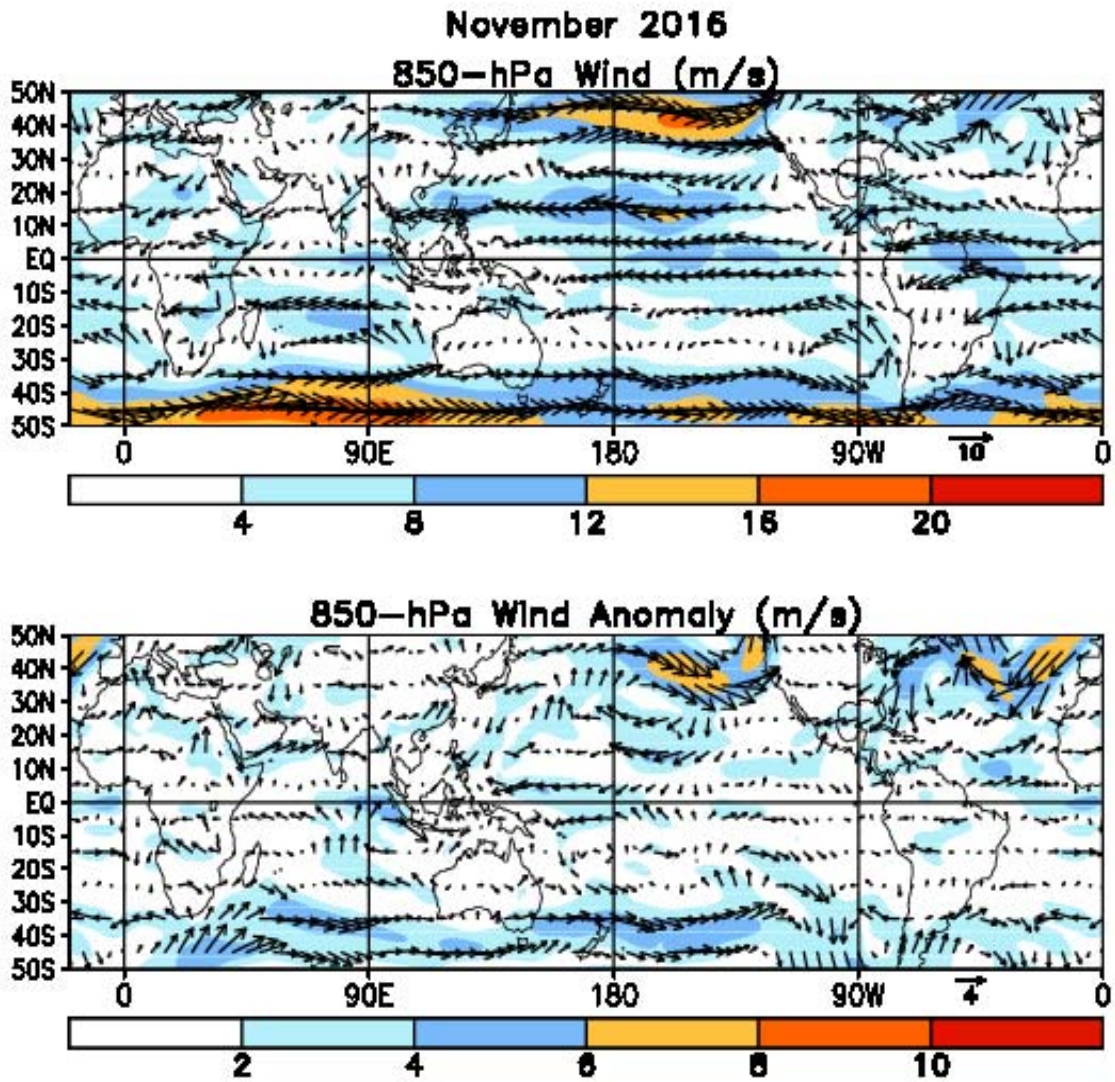 November 2016
850-hPa Wind (m/s)
50N
40N
30N
20N
10N
EQ
10S
20S
30S
40S
50S
0 90E 180 90W 10 0
4 8 12 16 20
850-hPa Wind Anomaly (m/s)
50N
40N
30N
20N
10N
EQ
10S
20S
30S
40S
50S
0 90E 180 90W 4 0
2 4 6 8 10